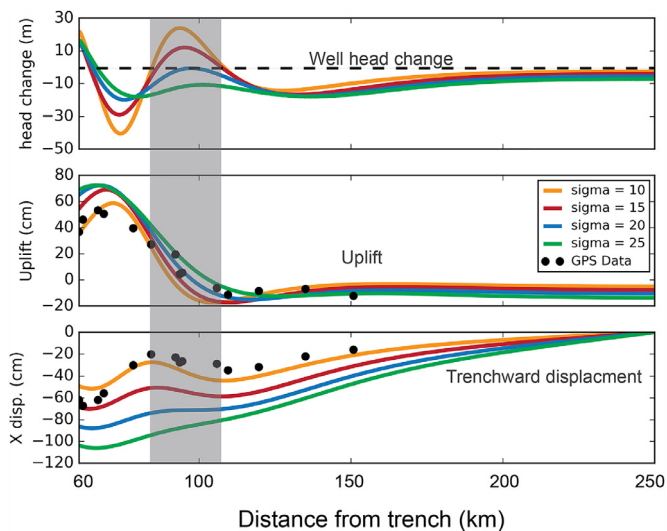 30
10
−10
−30
−50
head change (m)
Well head change
80
60
40
20
0
−20
Uplift (cm)
Uplift
sigma = 10
sigma = 15
sigma = 20
sigma = 25
GPS Data
0
−20
−40
−60
−80
−100
−120
X disp. (cm)
Trenchward displacment
60
100
150
200
250
Distance from trench (km)